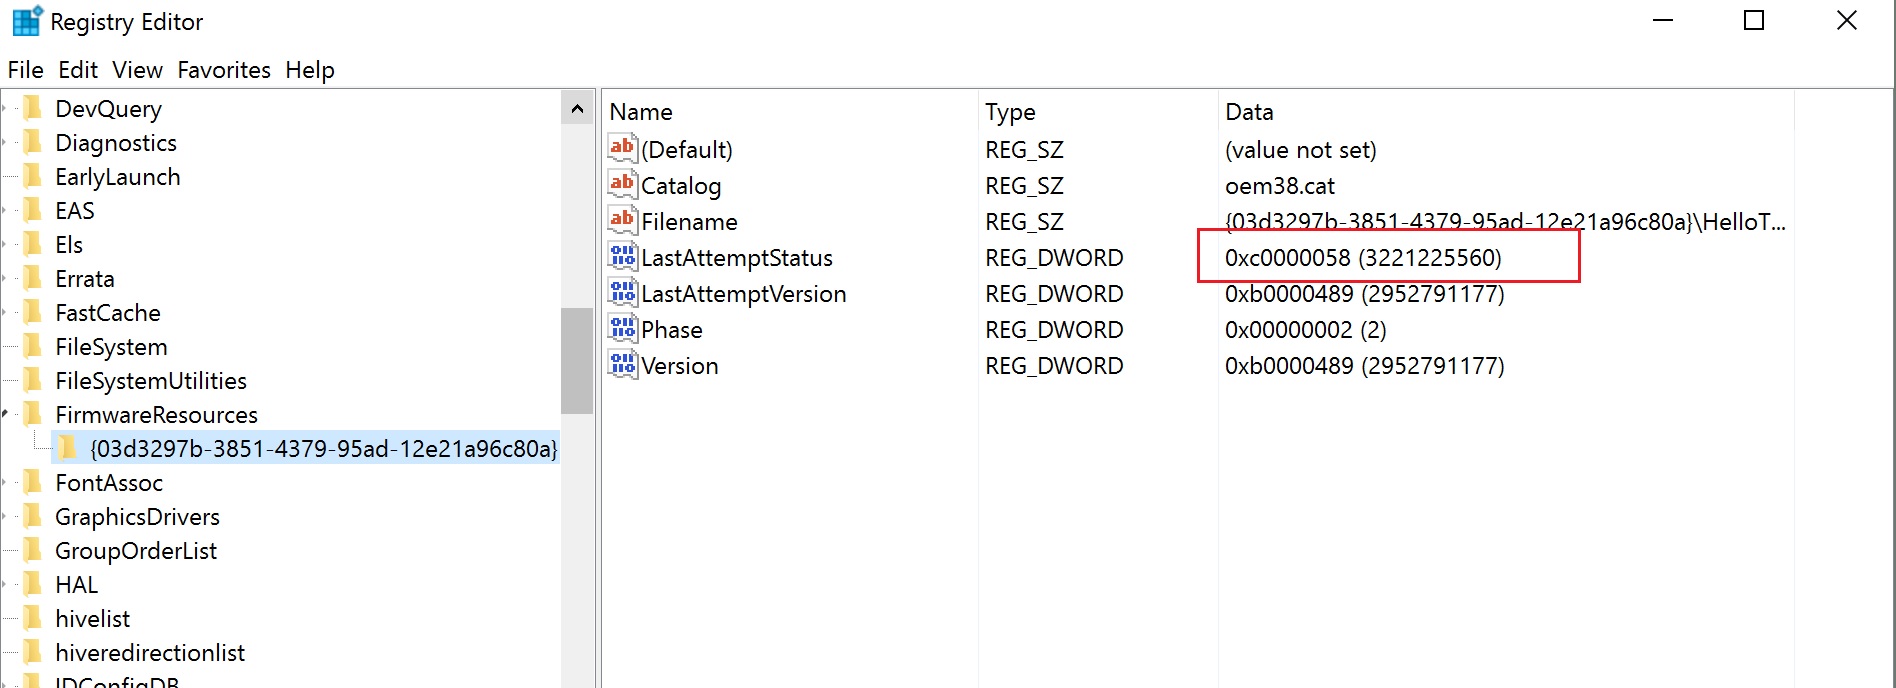 Registry Editor
File Edit View Favorites Help
DevQuery
Diagnostics
EarlyLaunch
EAS
Els
Errata
FastCache
FileSystem
FileSystemUtilities
FirmwareResources
{03d3297b-3851-4379-95ad-12e21a96c80a}
FontAssoc
GraphicsDrivers
GroupOrderList
HAL
hivelist
hiveredirectionlist
IDConfigDB
Name Type Data
(Default) REG_SZ (value not set)
Catalog REG_SZ oem38.cat
Filename REG_SZ {03d3297b-3851-4379-95ad-12e21a96c80a}\HelloT...
LastAttemptStatus REG_DWORD 0xc0000058 (3221225560)
LastAttemptVersion REG_DWORD 0xb0000489 (2952791177)
Phase REG_DWORD 0x00000002 (2)
Version REG_DWORD 0xb0000489 (2952791177)